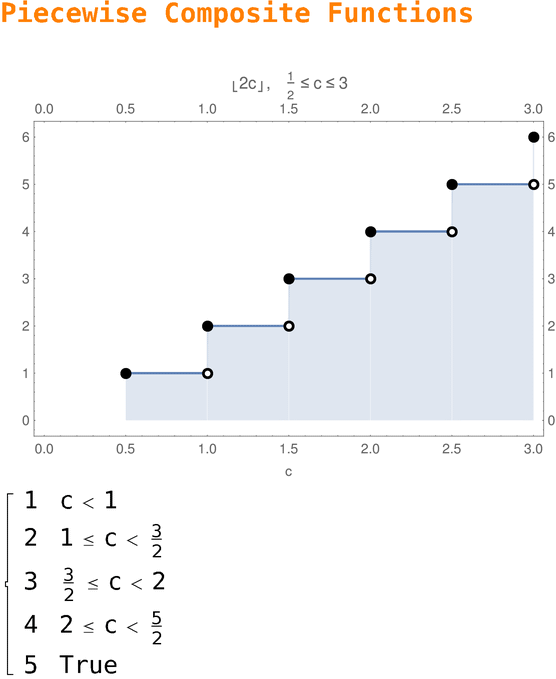 Piecewise Composite Functions
⌊2c⌋, 1/2 ≤ c ≤ 3
0.0 0.5 1.0 1.5 2.0 2.5 3.0
6 6
5 5
4 4
3 3
2 2
1 1
0 0
0.0 0.5 1.0 1.5 2.0 2.5 3.0
c
1 c < 1
2 1 ≤ c < 3/2
3 3/2 ≤ c < 2
4 2 ≤ c < 5/2
5 True